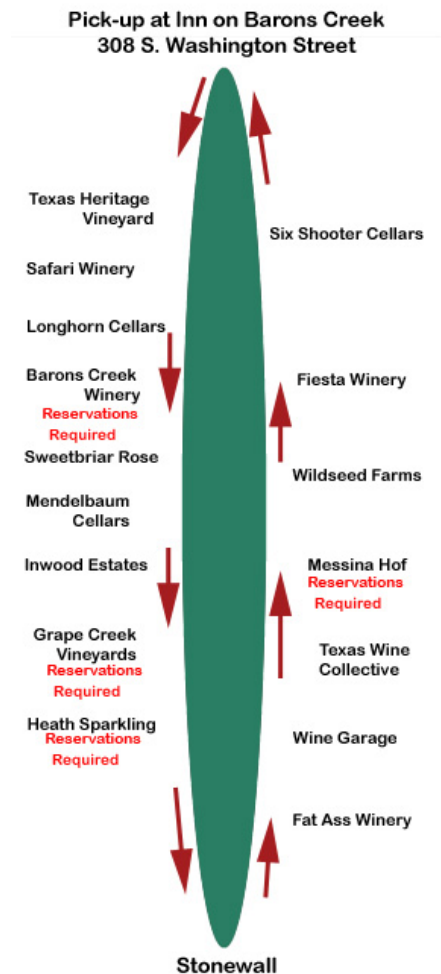 Pick-up at Inn on Barons Creek
308 S. Washington Street
Texas Heritage
Vineyard
Safari Winery
Longhorn Cellars
Barons Creek
Winery
Reservations
Required
Sweetbriar Rose
Mendelbaum
Cellars
Inwood Estates
Grape Creek
Vineyards
Reservations
Required
Heath Sparkling
Reservations
Required
Six Shooter Cellars
Fiesta Winery
Wildseed Farms
Messina Hof
Reservations
Required
Texas Wine
Collective
Wine Garage
Fat Ass Winery
Stonewall